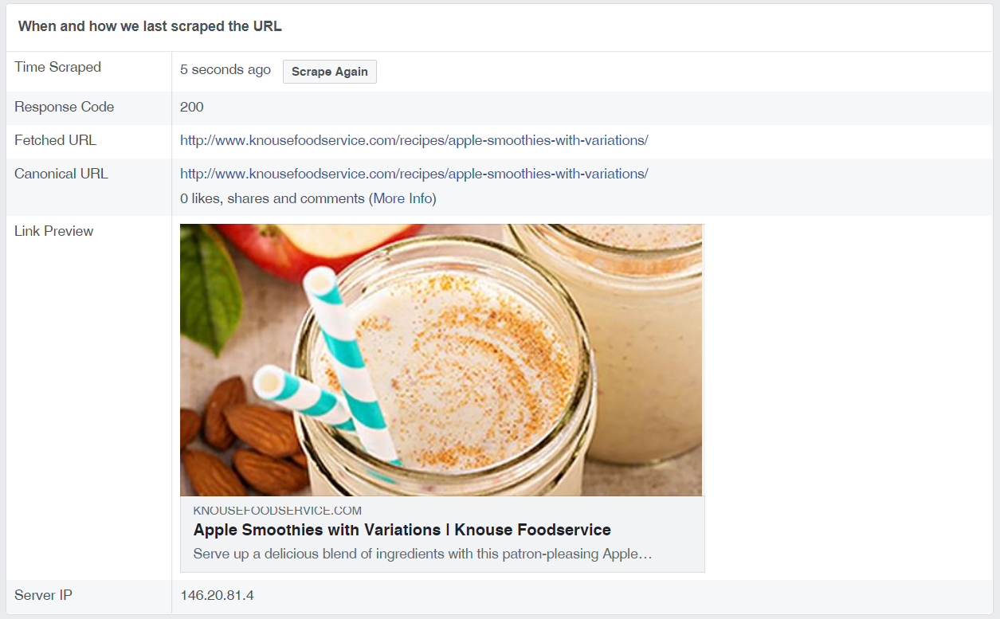 When and how we last scraped the URL
Time Scraped
5 seconds ago Scrape Again
Response Code
200
Fetched URL
http://www.knousefoodservice.com/recipes/apple-smoothies-with-variations/
Canonical URL
http://www.knousefoodservice.com/recipes/apple-smoothies-with-variations/
0 likes, shares and comments (More Info)
Link Preview
KNOUSEFOODSERVICE.COM
Apple Smoothies with Variations | Knouse Foodservice
Serve up a delicious blend of ingredients with this patron-pleasing Apple…
Server IP
146.20.81.4